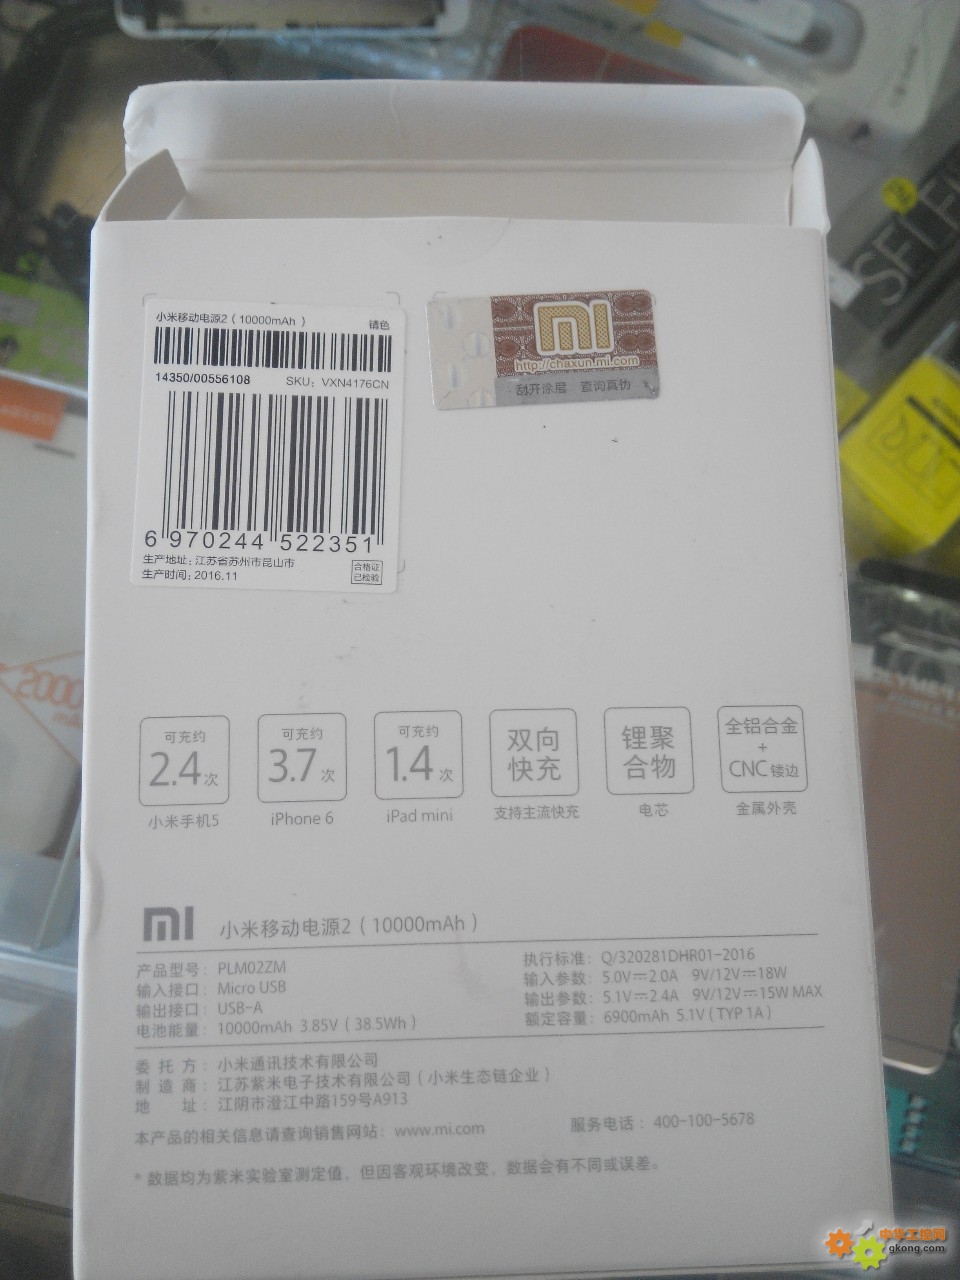 小米移动电源2（10000mAh ）
锖色
14350/00556108
SKU: VXN4176CN
6 970244 522351
生产地址: 江苏省苏州市昆山市
生产时间: 2016.11
合格证
已检验
mi
http://chaxun.mi.com
刮开涂层 查询真伪
可充约
2.4次
小米手机5
可充约
3.7次
iPhone 6
可充约
1.4次
iPad mini
双向
快充
支持主流快充
锂聚
合物
电芯
全铝合金
+
CNC 镂边
金属外壳
mi 小米移动电源2（10000mAh ）
产品型号: PLM02ZM
输入接口: Micro USB
输出接口: USB-A
电池能量: 10000mAh 3.85V（38.5Wh）
执行标准: Q/320281DHR01-2016
输入参数: 5.0V⎓2.0A 9V/12V⎓18W
输出参数: 5.1V⎓2.4A 9V/12V⎓15W MAX
额定容量: 6900mAh 5.1V ( TYP 1A )
委 托 方: 小米通讯技术有限公司
制 造 商: 江苏紫米电子技术有限公司（小米生态链企业）
地 址: 江阴市澄江中路159号A913
本产品的相关信息请查询销售网站: www.mi.com
服务电话: 400-100-5678
* 数据均为紫米实验室测定值, 但因客观环境改变, 数据会有不同或误差。
2000
中华工控网
gkong.com